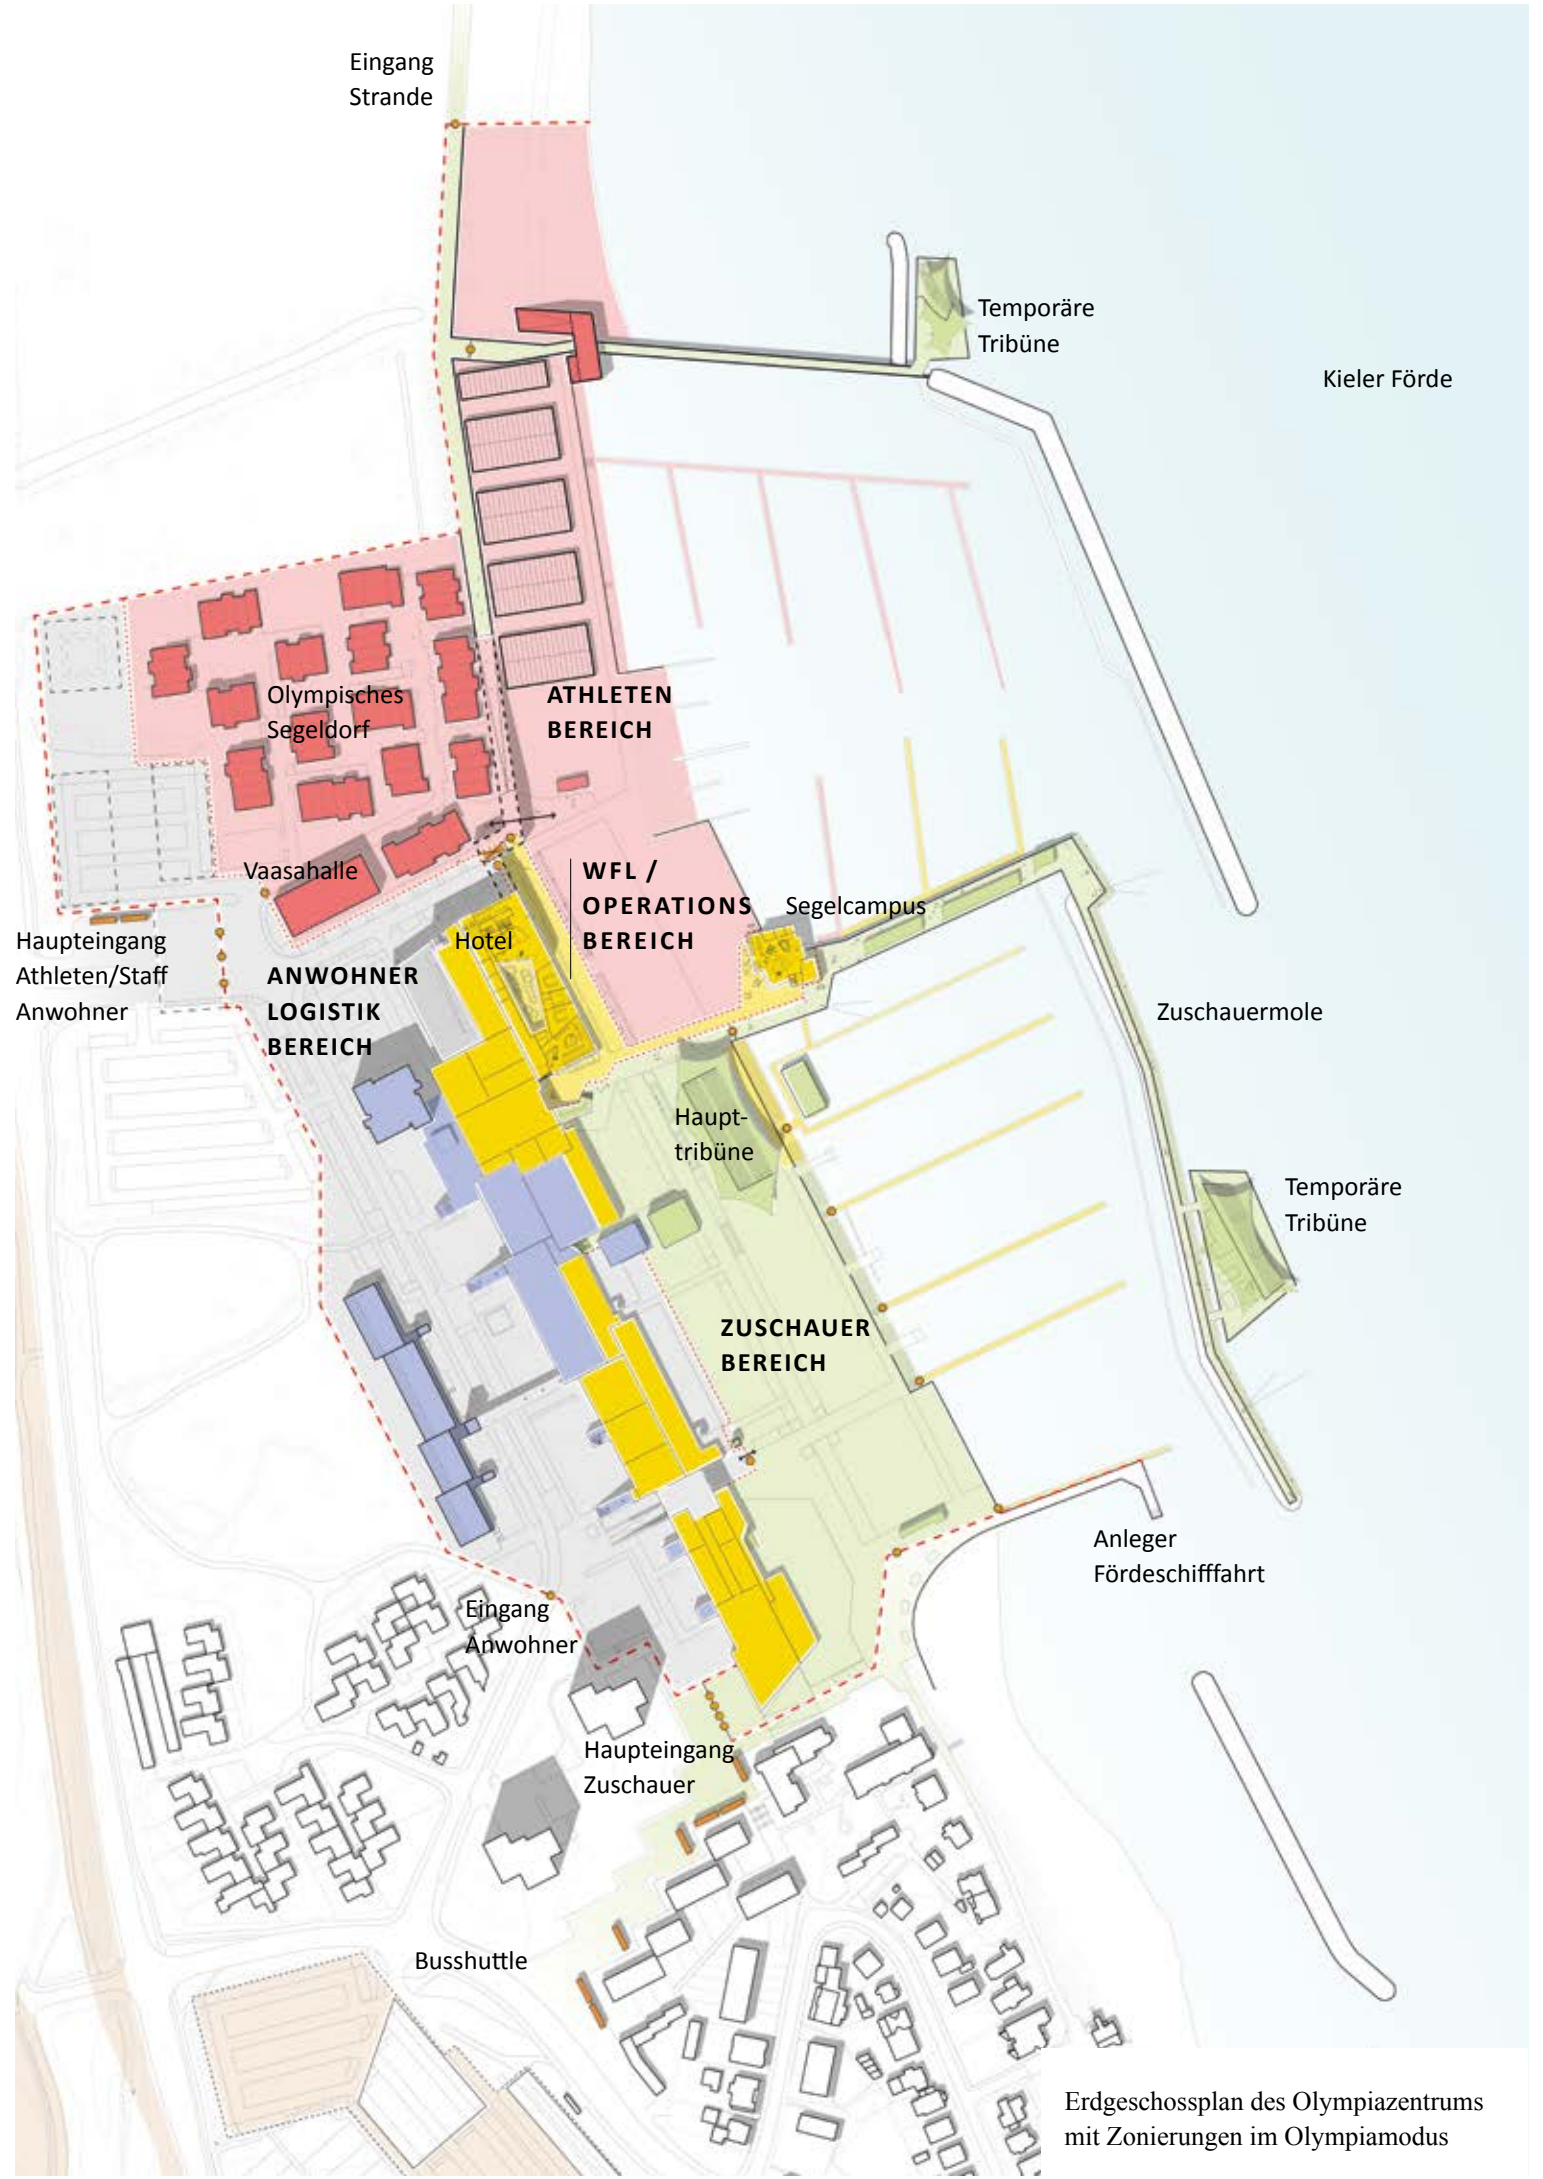 Eingang
Strande
Temporäre
Tribüne
Kieler Förde
Olympisches
Segeldorf
ATHLETEN
BEREICH
Vaasahalle
WFL /
OPERATIONS
BEREICH
Segelcampus
Hotel
Haupteingang
Athleten/Staff
Anwohner
ANWOHNER
LOGISTIK
BEREICH
Zuschauermole
Haupt-
tribüne
Temporäre
Tribüne
ZUSCHAUER
BEREICH
Anleger
Fördeschifffahrt
Eingang
Anwohner
Haupteingang
Zuschauer
Busshuttle
Erdgeschossplan des Olympiazentrums
mit Zonierungen im Olympiamodus